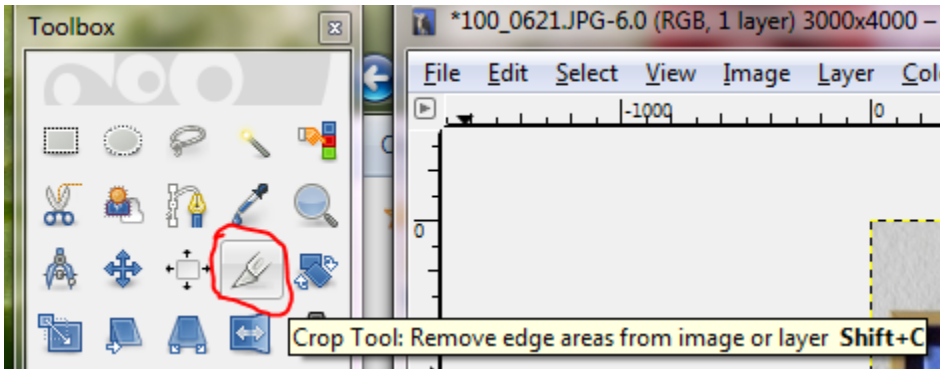 Toolbox
*100_0621.JPG-6.0 (RGB, 1 layer) 3000x4000 –
File Edit Select View Image Layer
-1000 0
0
Crop Tool: Remove edge areas from image or layer Shift+C